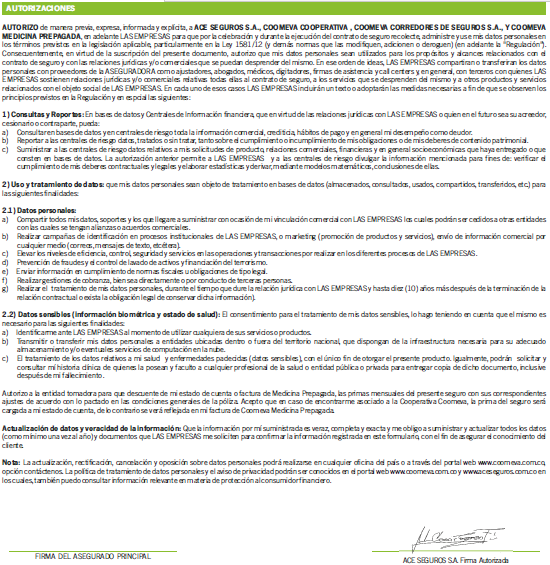 AUTORIZACIONES
AUTORIZO de manera previa, expresa, informada y explícita, a ACE SEGUROS S.A., COOMEVA COOPERATIVA , COOMEVA CORREDORES DE SEGUROS S.A., Y COOMEVA
MEDICINA PREPAGADA, en adelante LAS EMPRESAS para que por la celebración y durante la ejecución del contrato de seguro recolecte, administre y use mis datos personales en
los términos previstos en la legislación aplicable, particularmente en la Ley 1581/12 (y demás normas que las modifiquen, adicionen o deroguen) (en adelante la "Regulación").
Consecuentemente, en virtud de la suscripción del presente documento, autorizo que mis datos personales sean utilizados para los propósitos y alcances relacionados con el
contrato de seguro y con las relaciones jurídicas y/o comerciales que se puedan desprender del mismo. En ese orden de ideas, LAS EMPRESAS compartirán o transferirán los datos
personales con proveedores de la ASEGURADORA como ajustadores, abogados, médicos, digitadores, firmas de asistencia y call centers y en general, con terceros con quienes LAS
EMPRESAS sostienen relaciones jurídicas y/o comerciales relativas todas ellas al contrato de seguro, a los servicios que se desprenden del mismo y a otros productos y servicios
relacionados con el objeto social de LAS EMPRESAS. En cada uno de esos casos LAS EMPRESAS incluirán un texto o adoptarán las medidas necesarias a fin de que se observen los
principios previstos en la Regulación y en especial las siguientes:
1) Consultas y Reportes: En bases de datos y Centrales de Información financiera, que en virtud de las relaciones jurídicas con LAS EMPRESAS o quien en el futuro sea su acreedor,
cesionario o contraparte, pueda:
a) Consultar en bases de datos y en centrales de riesgo toda la información comercial, crediticia, hábitos de pago y en general mi desempeño como deudor.
b) Reportar a las centrales de riesgo datos, tratados o sin tratar, tanto sobre el cumplimiento o incumplimiento de mis obligaciones o de mis deberes de contenido patrimonial.
c) Suministrar a las centrales de riesgo datos relativos a mis solicitudes de producto, relaciones comerciales, financieras y en general socioeconómicas que haya entregado o que
consten en bases de datos. La autorización anterior permite a LAS EMPRESAS y a las centrales de riesgo divulgar la información mencionada para fines de: verificar el
cumplimiento de mis deberes contractuales y legales y elaborar estadísticas y derivar, mediante modelos matemáticos, conclusiones de ellas.
2) Uso y tratamiento de datos: que mis datos personales sean objeto de tratamiento en bases de datos (almacenados, consultados, usados, compartidos, transferidos, etc.) para
las siguientes finalidades:
2.1) Datos personales:
a) Compartir todos mis datos, soportes y los que llegare a suministrar con ocasión de mi vinculación comercial con LAS EMPRESAS los cuales podrán ser cedidos a otras entidades
con las cuales se tengan alianzas o acuerdos comerciales.
b) Realizar campañas de identificación en procesos institucionales de LAS EMPRESAS, o marketing (promoción de productos y servicios), envío de información comercial por
cualquier medio (correos, mensajes de texto, etcétera).
c) Elevar los niveles de eficiencia, control, seguridad y servicios en las operaciones y transacciones por realizar en los diferentes procesos de LAS EMPRESAS.
d) Prevención de fraudes y el control de lavado de activos y financiación del terrorismo.
e) Enviar información en cumplimiento de normas fiscales u obligaciones de tipo legal.
f) Realizar gestiones de cobranza, bien sea directamente o por conducto de terceras personas.
g) Realizar el tratamiento de mis datos personales, durante el tiempo que dure la relación jurídica con LAS EMPRESAS y hasta diez (10) años más después de la terminación de la
relación contractual o exista la obligación legal de conservar dicha información).
2.2) Datos sensibles (información biométrica y estado de salud): El consentimiento para el tratamiento de mis datos sensibles, lo hago teniendo en cuenta que el mismo es
necesario para las siguientes finalidades:
a) Identificarme ante LAS EMPRESAS al momento de utilizar cualquiera de sus servicios o productos.
b) Transmitir o transferir mis datos personales a entidades ubicadas dentro o fuera del territorio nacional, que dispongan de la infraestructura necesaria para su adecuado
almacenamiento y/o eventuales servicios de computación en la nube.
c) El tratamiento de los datos relativos a mi salud y enfermedades padecidas (datos sensibles), con el único fin de otorgar el presente producto. Igualmente, podrán solicitar y
consultar mi historia clínica de quienes la posean y faculto a cualquier profesional de la salud o entidad pública o privada para entregar copia de dicho documento, inclusive
después de mi fallecimiento.
Autorizo a la entidad tomadora para que descuente de mi estado de cuenta o factura de Medicina Prepagada, las primas mensuales del presente seguro con sus correspondientes
ajustes de acuerdo con lo pactado en las condiciones generales de la póliza. Acepto que en caso de encontrarme asociado a la Cooperativa Coomeva, la prima del seguro será
cargada a mi estado de cuenta, de lo contrario se verá reflejada en mi factura de Coomeva Medicina Prepagada.
Actualización de datos y veracidad de la información: Que la información por mi suministrada es veraz, completa y exacta y me obligo a suministrar y actualizar todos los datos
(como mínimo una vez al año) y documentos que LAS EMPRESAS me soliciten para confirmar la información registrada en este formulario, con el fin de asegurar el conocimiento del
cliente.
Nota: La actualización, rectificación, cancelación y oposición sobre datos personales podrá realizarse en cualquier oficina del país o a través del portal web www.coomeva.com.co,
opción contáctenos. La política de tratamiento de datos personales y el aviso de privacidad podrán ser conocidos en el portal web www.coomeva.com.co y www.aceseguros.com.co en
los cuales, también puedo consultar información relevante en materia de protección al consumidor financiero.
FIRMA DEL ASEGURADO PRINCIPAL
ACE SEGUROS S.A. Firma Autorizada